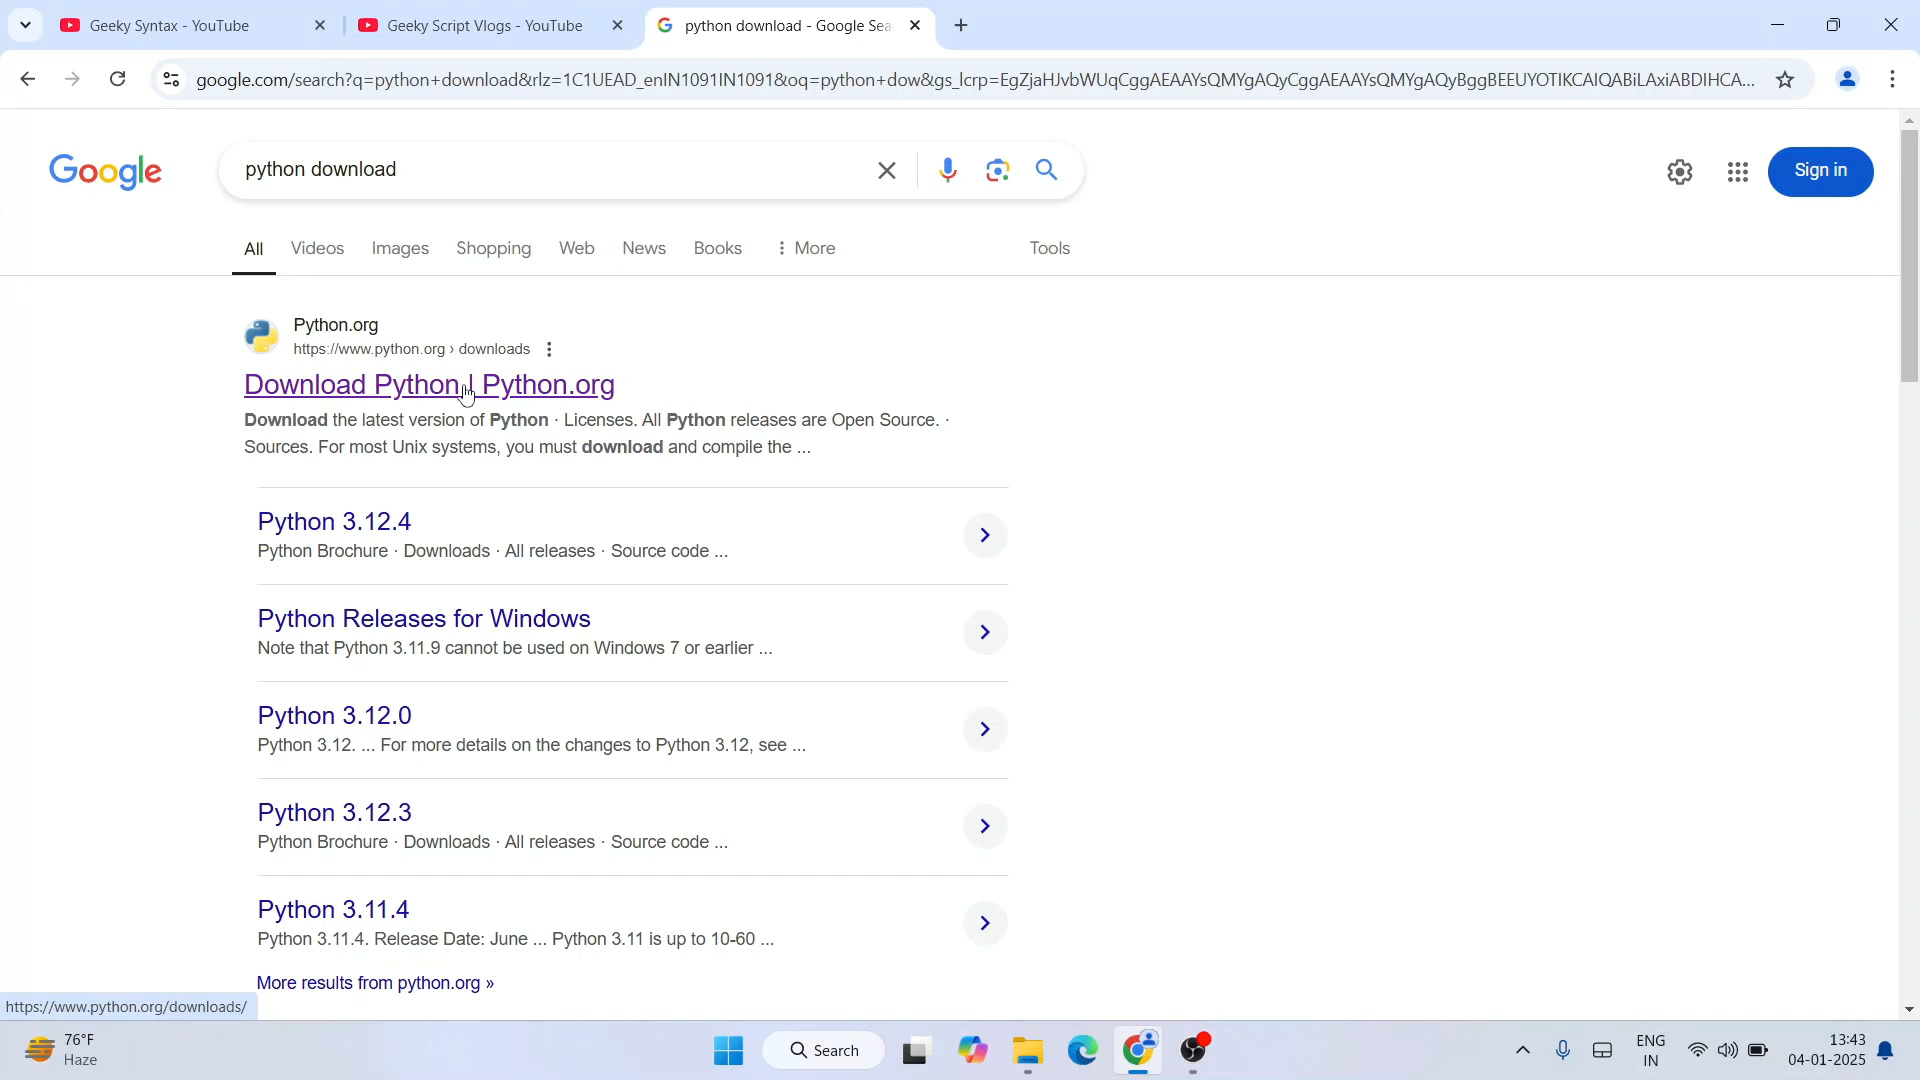 Geeky Syntax - YouTube
Geeky Script Vlogs - YouTube
python download - Google Sea
google.com/search?q=python+download&rlz=1C1UEAD_enIN1091IN1091&oq=python+dow&gs_lcrp=EgZjaHJvbWUqCggAEAAYsQMYgAQyCggAEAAYsQMYgAQyBggBEEUYOTIKCAIQABiLAxiABDIHCA...
Google
python download
Sign in
All
Videos
Images
Shopping
Web
News
Books
More
Tools
Python.org
https://www.python.org › downloads
Download Python | Python.org
Download the latest version of Python · Licenses. All Python releases are Open Source. ·
Sources. For most Unix systems, you must download and compile the ...
Python 3.12.4
Python Brochure · Downloads · All releases · Source code ...
Python Releases for Windows
Note that Python 3.11.9 cannot be used on Windows 7 or earlier ...
Python 3.12.0
Python 3.12. ... For more details on the changes to Python 3.12, see ...
Python 3.12.3
Python Brochure · Downloads · All releases · Source code ...
Python 3.11.4
Python 3.11.4. Release Date: June ... Python 3.11 is up to 10-60 ...
More results from python.org »
https://www.python.org/downloads/
76°F
Haze
Search
ENG
IN
13:43
04-01-2025